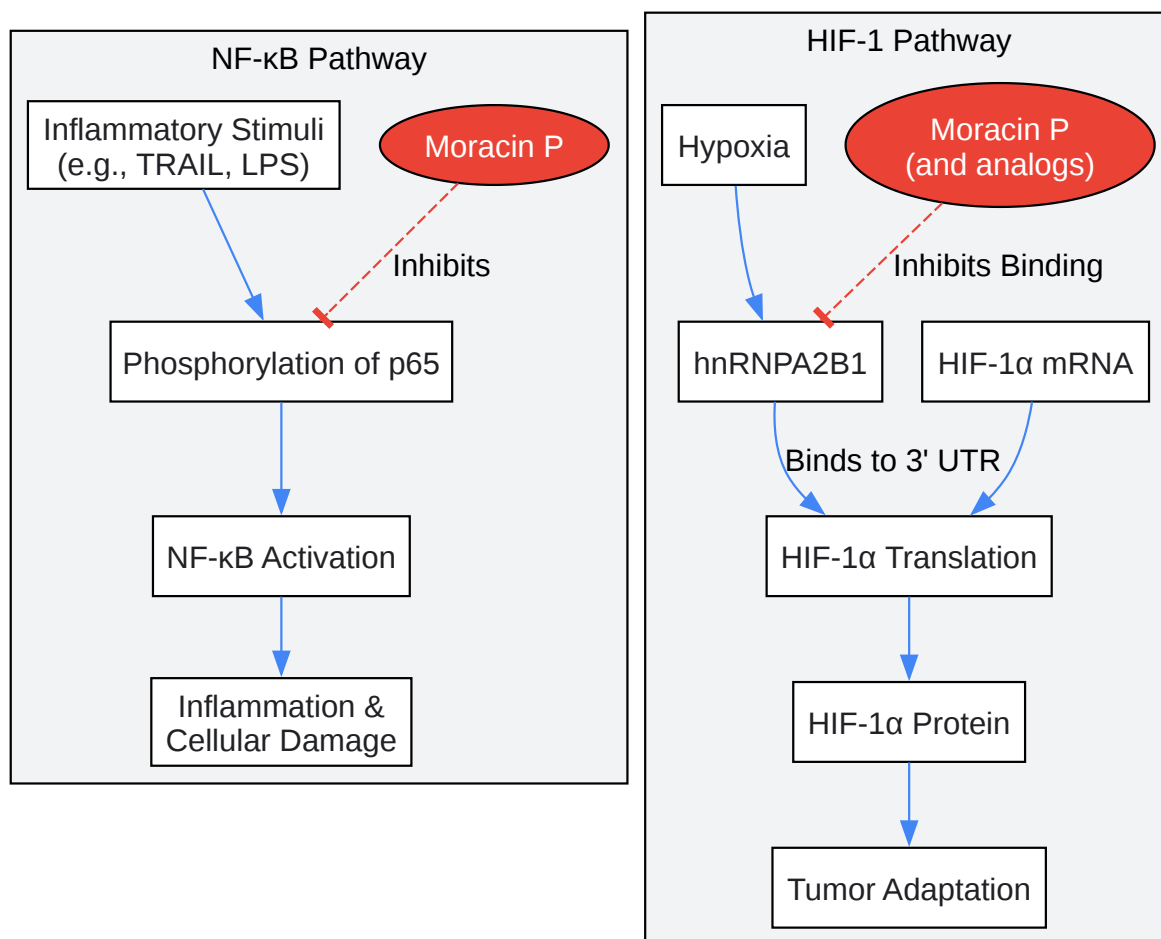 NF-κB Pathway
Inflammatory Stimuli
(e.g., TRAIL, LPS)
Moracin P
Inhibits
Phosphorylation of p65
NF-κB Activation
Inflammation &
Cellular Damage
HIF-1 Pathway
Hypoxia
Moracin P
(and analogs)
Inhibits Binding
hnRNPA2B1
HIF-1α mRNA
Binds to 3' UTR
HIF-1α Translation
HIF-1α Protein
Tumor Adaptation